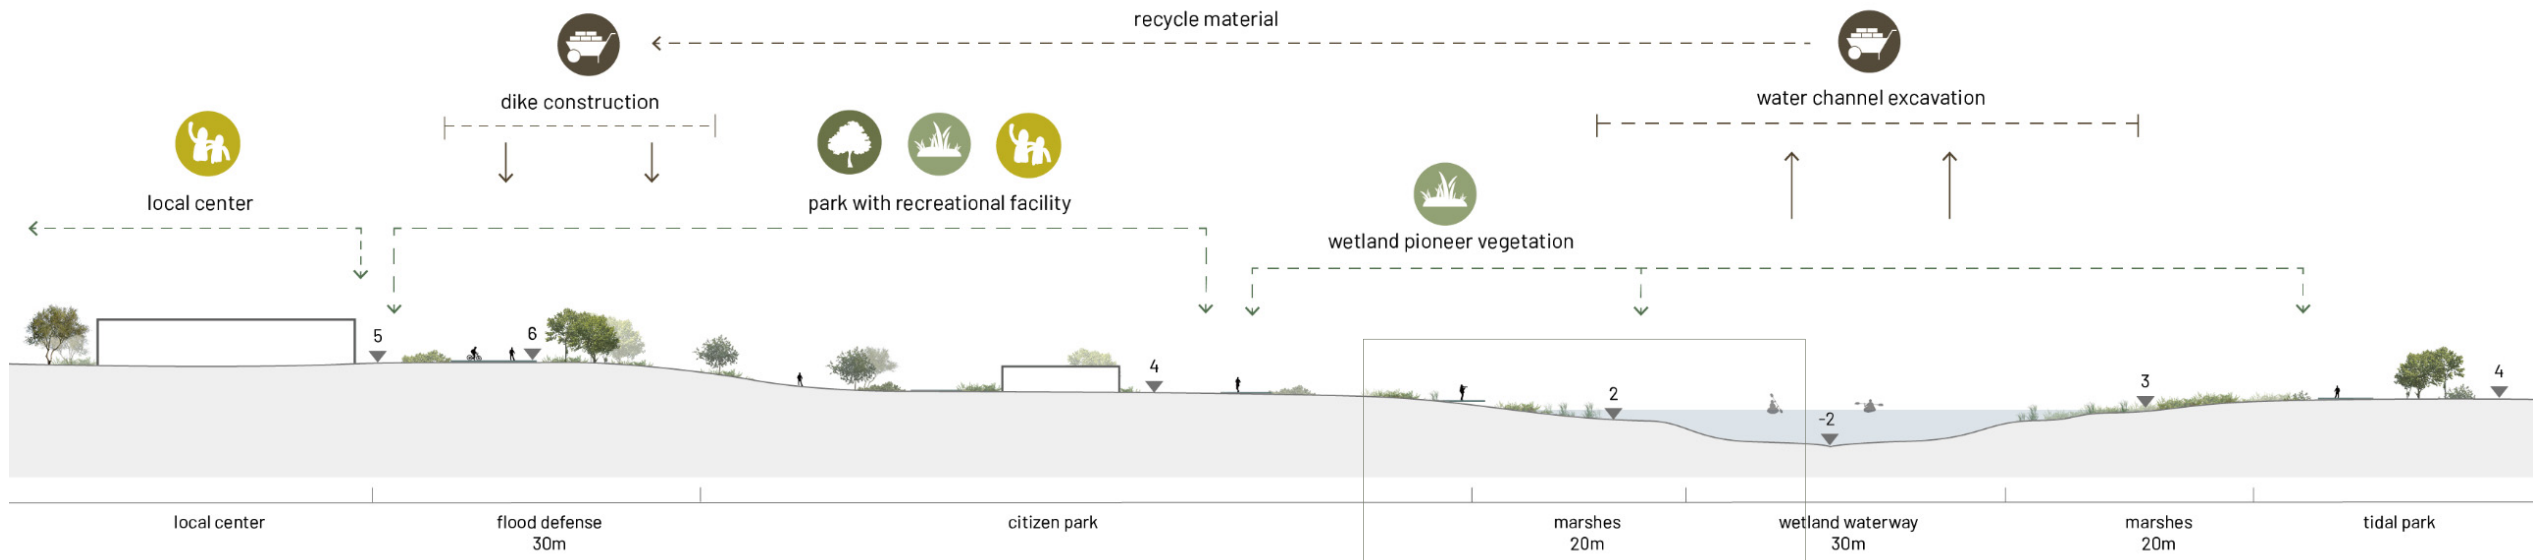 recycle material
dike construction
water channel excavation
local center
park with recreational facility
wetland pioneer vegetation
5
6
4
2
-2
3
4
local center
flood defense
30m
citizen park
marshes
20m
wetland waterway
30m
marshes
20m
tidal park